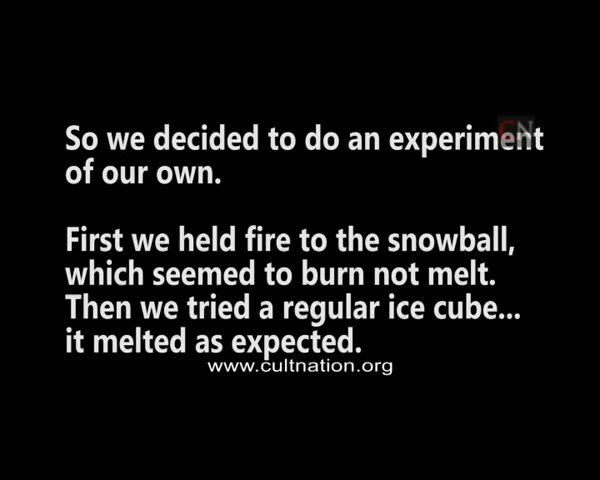 So we decided to do an experiment
of our own.
First we held fire to the snowball,
which seemed to burn not melt.
Then we tried a regular ice cube...
it melted as expected.
www.cultnation.org
CN